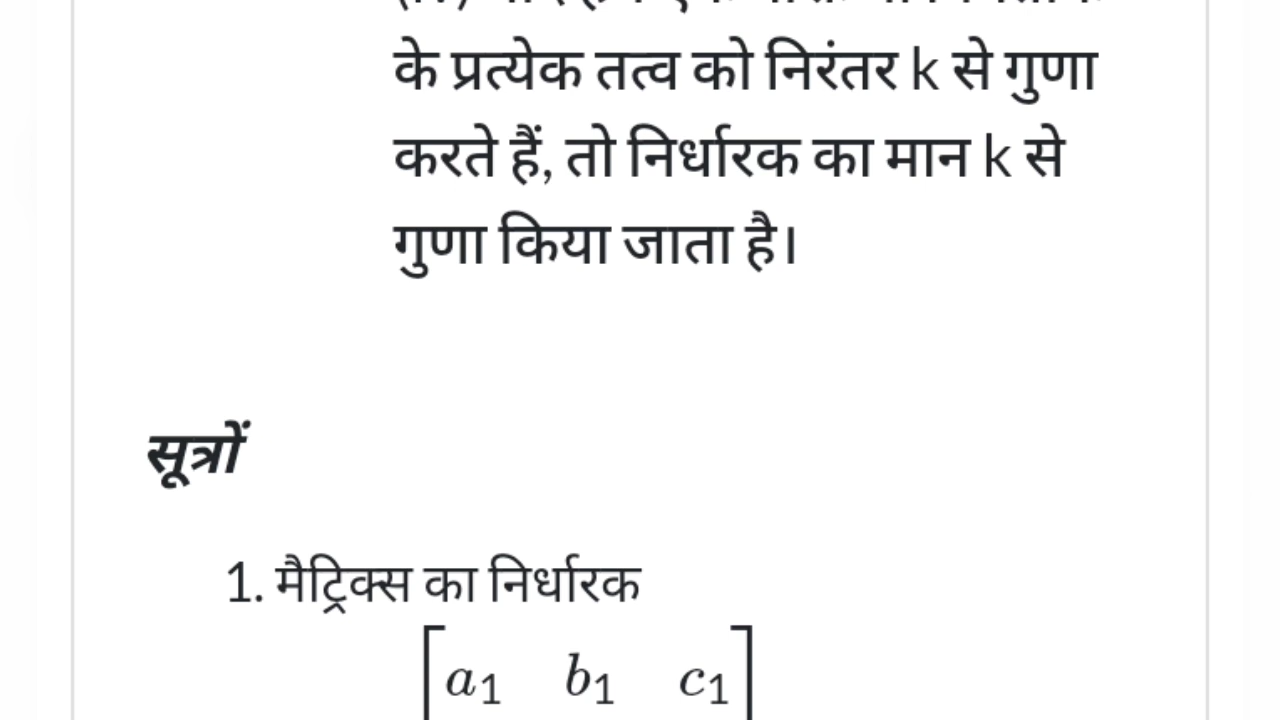 के प्रत्येक तत्व को निरंतर k से गुणा
करते हैं, तो निर्धारक का मान k से
गुणा किया जाता है।
सूत्रों
1. मैट्रिक्स का निर्धारक
a₁ b₁ c₁